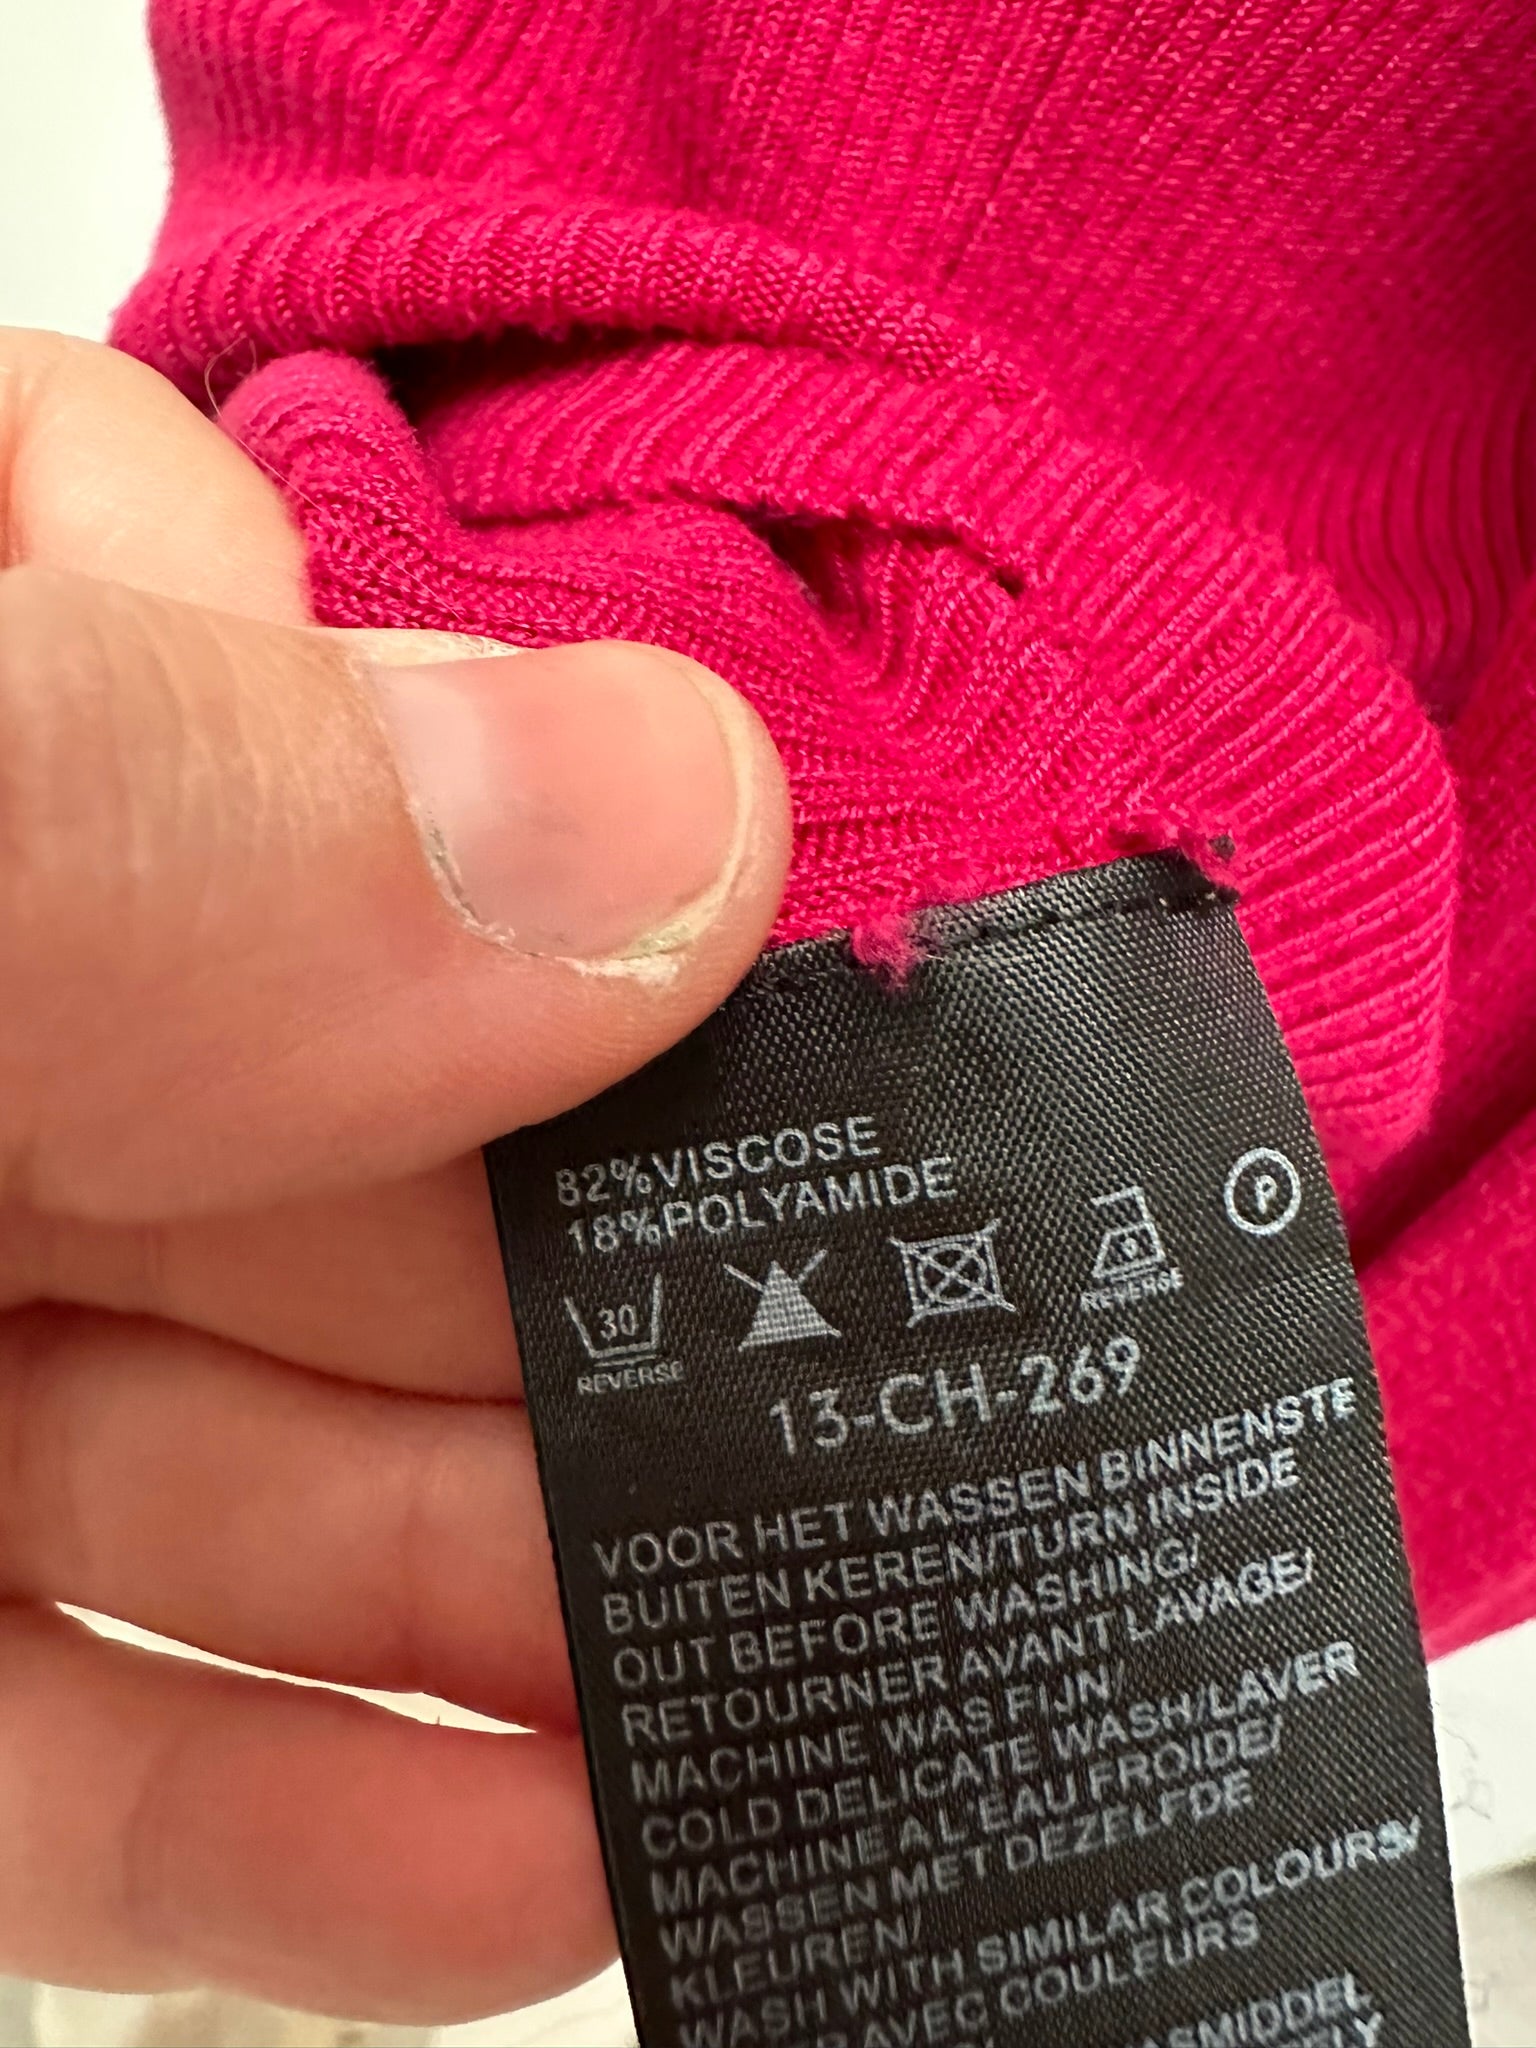 82%VISCOSE
18%POLYAMIDE
P
30
REVERSE
REVERSE
13-CH-269
VOOR HET WASSEN BINNENSTE
BUITEN KEREN/TURN INSIDE
OUT BEFORE WASHING/
RETOURNER AVANT LAVAGE/
MACHINE WAS FIJN/
COLD DELICATE WASH/LAVER
MACHINE A L'EAU FROIDE/
WASSEN MET DEZELFDE
KLEUREN/
WASH WITH SIMILAR COLOURS/
AVEC COULEURS